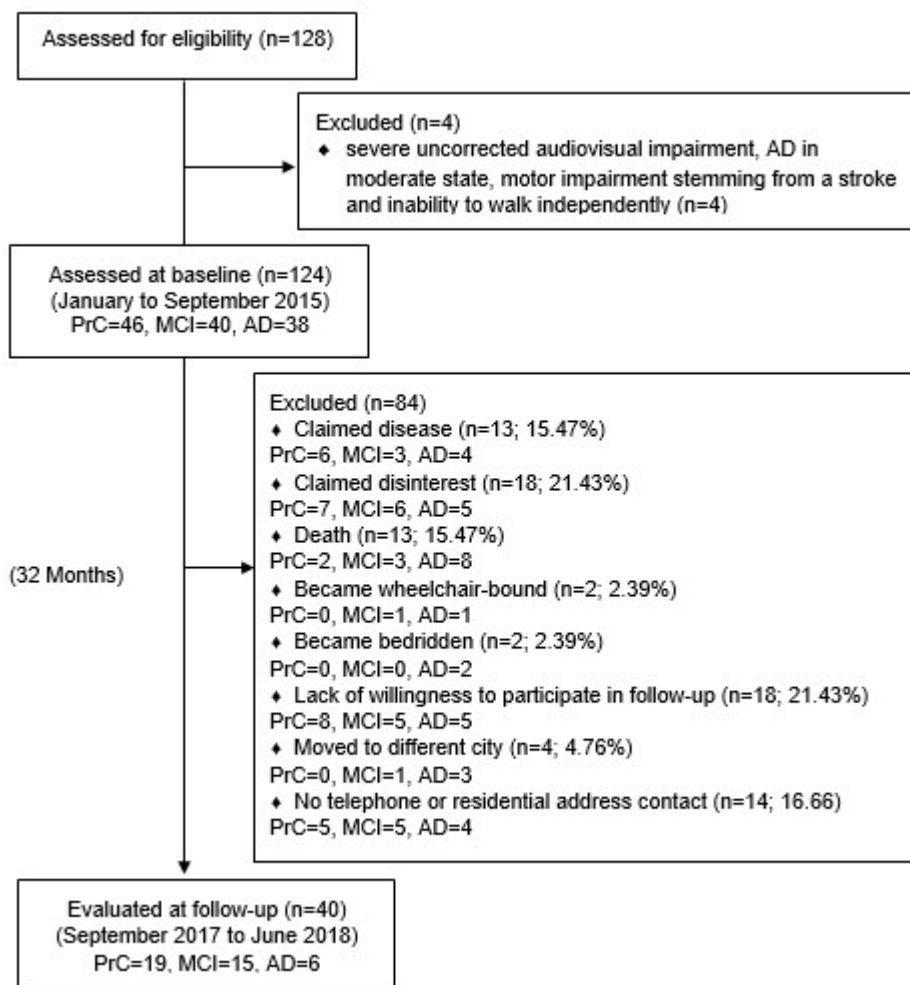 Assessed for eligibility (n=128)
Excluded (n=4)
♦ severe uncorrected audiovisual impairment, AD in
moderate state, motor impairment stemming from a stroke
and inability to walk independently (n=4)
Assessed at baseline (n=124)
(January to September 2015)
PrC=46, MCI=40, AD=38
(32 Months)
Excluded (n=84)
♦ Claimed disease (n=13; 15.47%)
PrC=6, MCI=3, AD=4
♦ Claimed disinterest (n=18; 21.43%)
PrC=7, MCI=6, AD=5
♦ Death (n=13; 15.47%)
PrC=2, MCI=3, AD=8
♦ Became wheelchair-bound (n=2; 2.39%)
PrC=0, MCI=1, AD=1
♦ Became bedridden (n=2; 2.39%)
PrC=0, MCI=0, AD=2
♦ Lack of willingness to participate in follow-up (n=18; 21.43%)
PrC=8, MCI=5, AD=5
♦ Moved to different city (n=4; 4.76%)
PrC=0, MCI=1, AD=3
♦ No telephone or residential address contact (n=14; 16.66)
PrC=5, MCI=5, AD=4
Evaluated at follow-up (n=40)
(September 2017 to June 2018)
PrC=19, MCI=15, AD=6